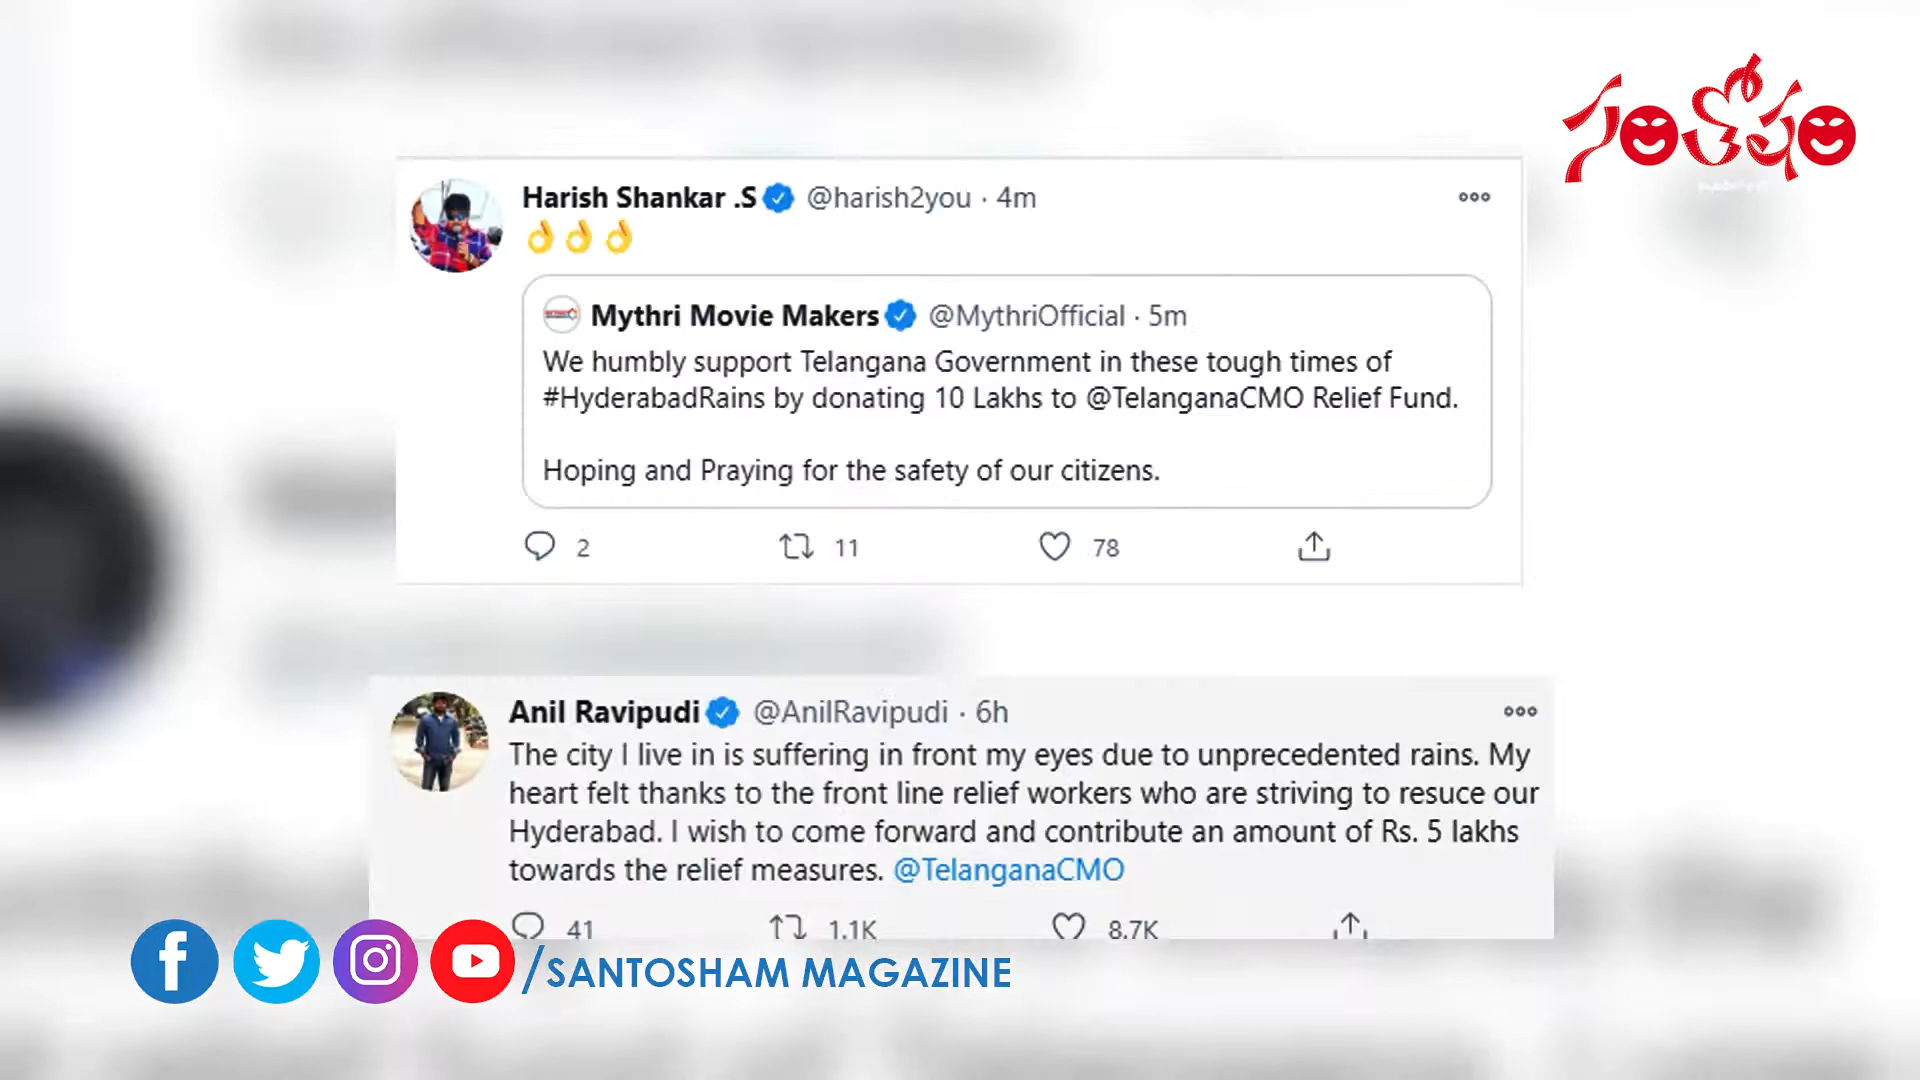 సంతోషం
Harish Shankar .S @harish2you · 4m
👌👌👌
Mythri Movie Makers @MythriOfficial · 5m
We humbly support Telangana Government in these tough times of
#HyderabadRains by donating 10 Lakhs to @TelanganaCMO Relief Fund.
Hoping and Praying for the safety of our citizens.
2 11 78
Anil Ravipudi @AnilRavipudi · 6h
The city I live in is suffering in front my eyes due to unprecedented rains. My
heart felt thanks to the front line relief workers who are striving to resuce our
Hyderabad. I wish to come forward and contribute an amount of Rs. 5 lakhs
towards the relief measures. @TelanganaCMO
41 1.1K 8.7K
/SANTOSHAM MAGAZINE